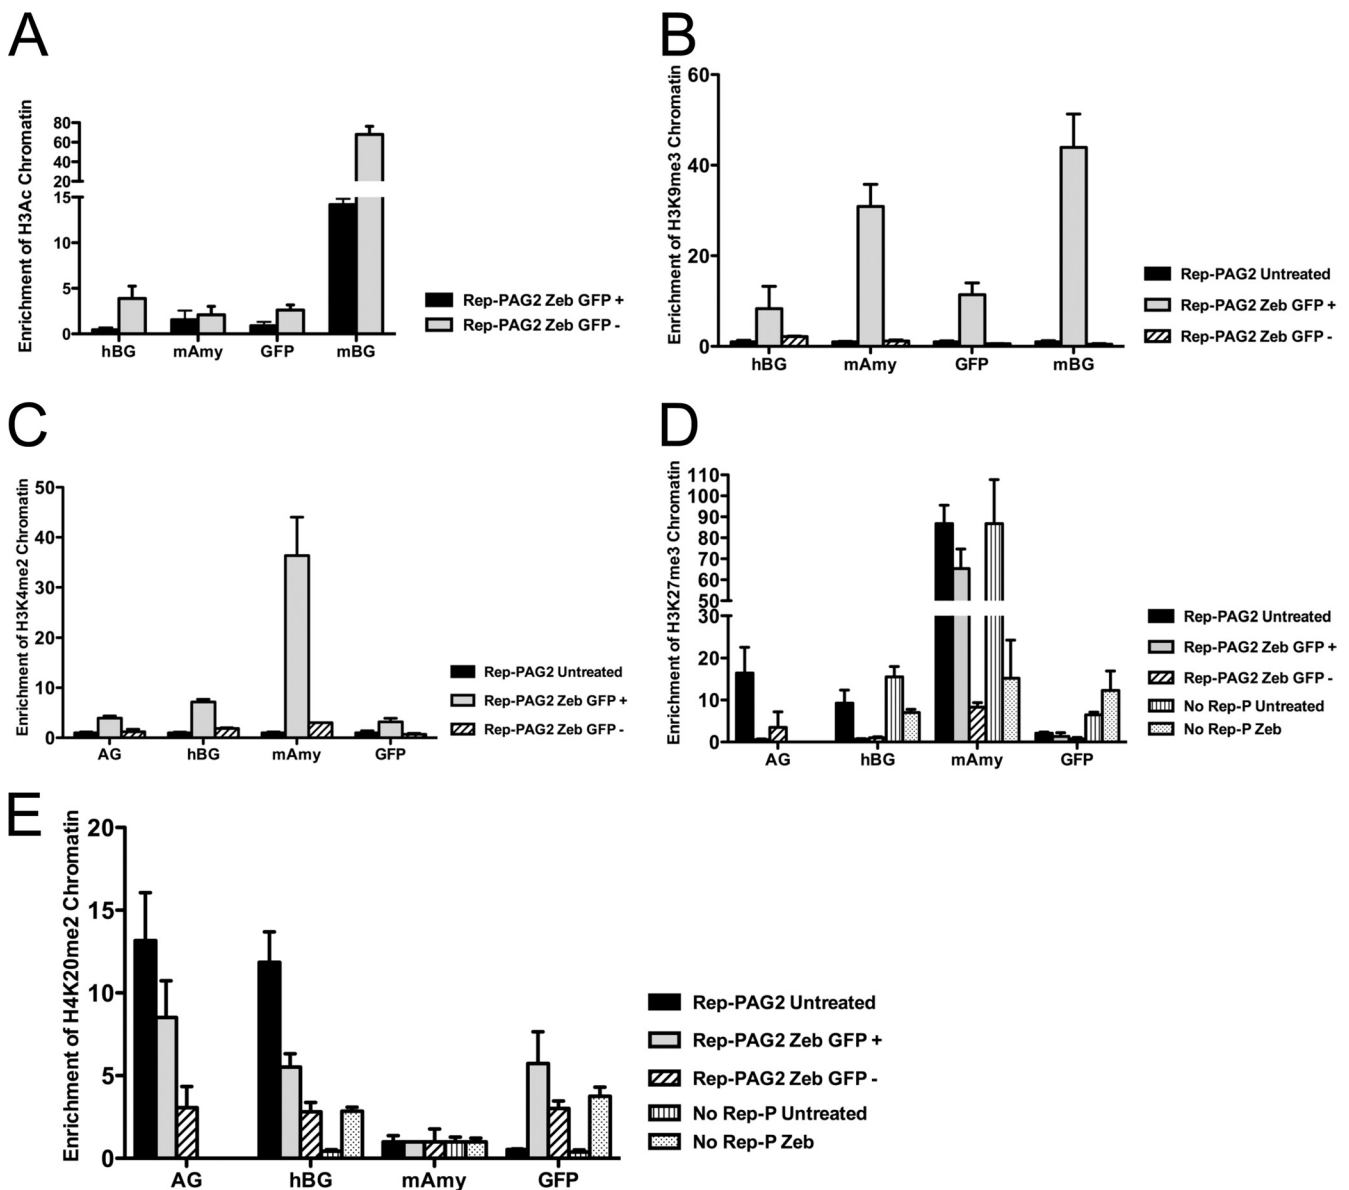 A
Enrichment of H3Ac Chromatin
80
60
40
20
15
10
5
0
hBG mAmy GFP mBG
Rep-PAG2 Zeb GFP +
Rep-PAG2 Zeb GFP -
B
Enrichment of H3K9me3 Chromatin
60
40
20
0
hBG mAmy GFP mBG
Rep-PAG2 Untreated
Rep-PAG2 Zeb GFP +
Rep-PAG2 Zeb GFP -
C
Enrichment of H3K4me2 Chromatin
50
40
30
20
10
0
AG hBG mAmy GFP
Rep-PAG2 Untreated
Rep-PAG2 Zeb GFP +
Rep-PAG2 Zeb GFP -
D
Enrichment of H3K27me3 Chromatin
110
100
90
80
70
60
50
30
20
10
0
AG hBG mAmy GFP
Rep-PAG2 Untreated
Rep-PAG2 Zeb GFP +
Rep-PAG2 Zeb GFP -
No Rep-P Untreated
No Rep-P Zeb
E
Enrichment of H4K20me2 Chromatin
20
15
10
5
0
AG hBG mAmy GFP
Rep-PAG2 Untreated
Rep-PAG2 Zeb GFP +
Rep-PAG2 Zeb GFP -
No Rep-P Untreated
No Rep-P Zeb